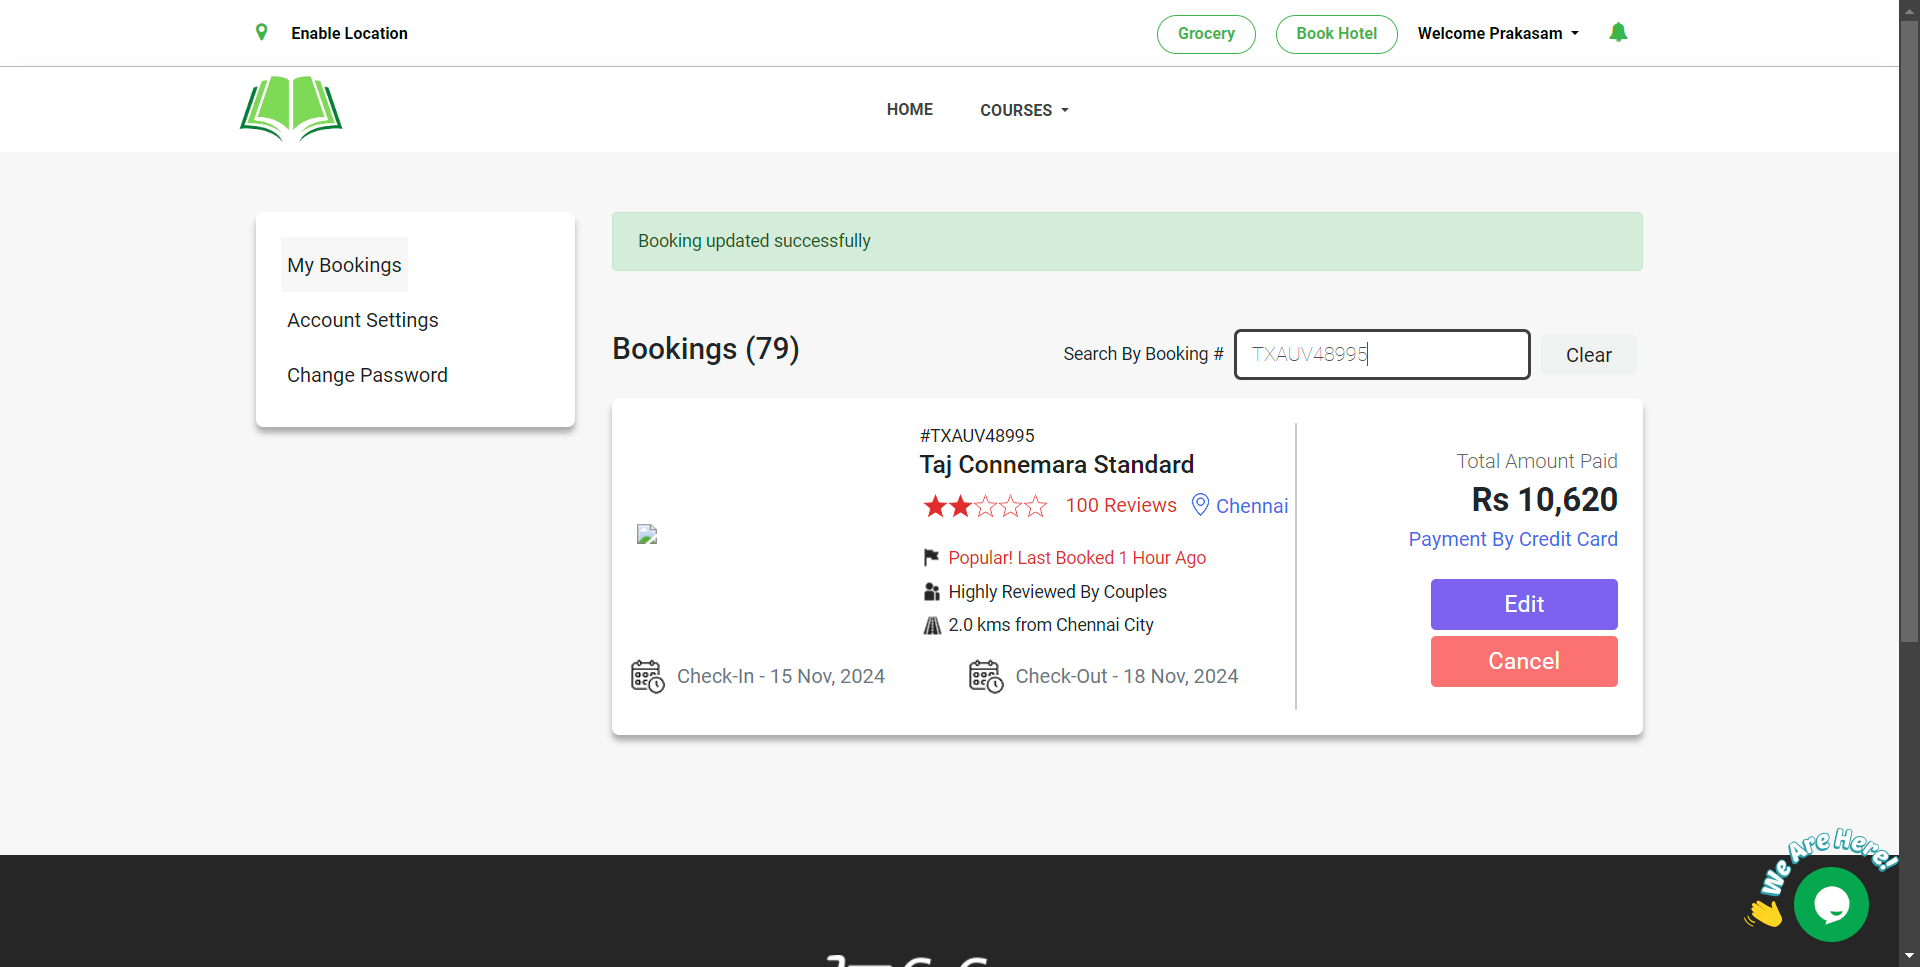 Enable Location
Grocery
Book Hotel
Welcome Prakasam
HOME
COURSES
My Bookings
Account Settings
Change Password
Booking updated successfully
Bookings (79)
Search By Booking #
TXAUV48995
Clear
#TXAUV48995
Taj Connemara Standard
100 Reviews
Chennai
Popular! Last Booked 1 Hour Ago
Highly Reviewed By Couples
2.0 kms from Chennai City
Check-In - 15 Nov, 2024
Check-Out - 18 Nov, 2024
Total Amount Paid
Rs 10,620
Payment By Credit Card
Edit
Cancel
We Are Here!